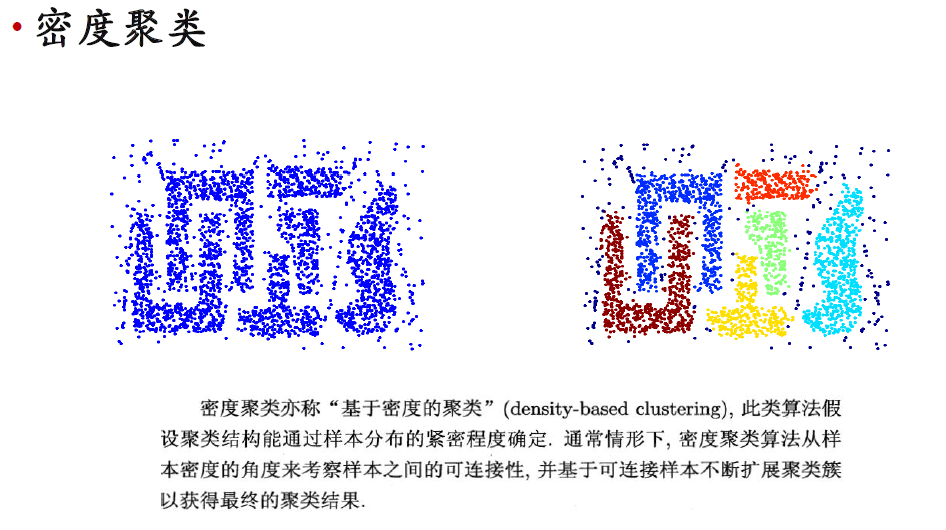 • 密度聚类
密度聚类亦称“基于密度的聚类”(density-based clustering), 此类算法假
设聚类结构能通过样本分布的紧密程度确定. 通常情形下, 密度聚类算法从样
本密度的角度来考察样本之间的可连接性, 并基于可连接样本不断扩展聚类簇
以获得最终的聚类结果.